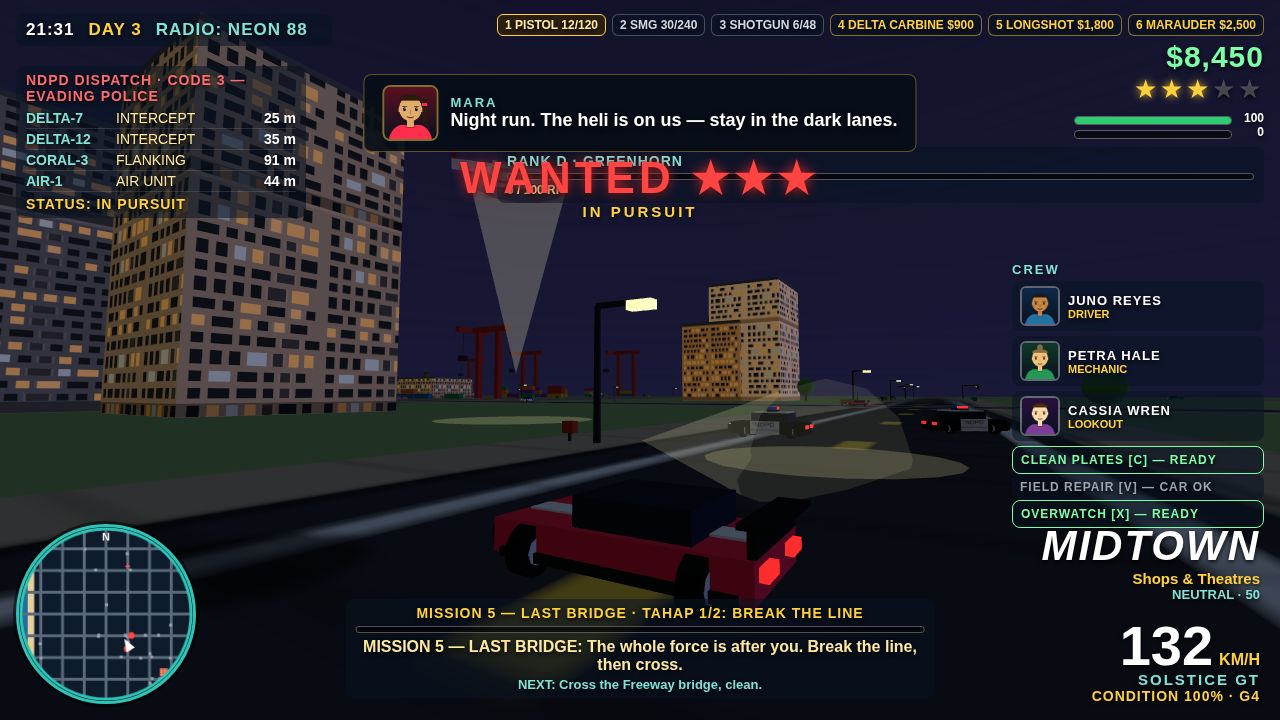 21:31 DAY 3 RADIO: NEON 88
1 PISTOL 12/120 2 SMG 30/240 3 SHOTGUN 6/48 4 DELTA CARBINE $900 5 LONGSHOT $1,800 6 MARAUDER $2,500
$8,450
100
0
NDPD DISPATCH · CODE 3 —
EVADING POLICE
DELTA-7 INTERCEPT 25 m
DELTA-12 INTERCEPT 35 m
CORAL-3 FLANKING 91 m
AIR-1 AIR UNIT 44 m
STATUS: IN PURSUIT
MARA
Night run. The heli is on us — stay in the dark lanes.
RANK D · GREENHORN
WANTED ★★★
/ 100
IN PURSUIT
CREW
JUNO REYES
DRIVER
PETRA HALE
MECHANIC
CASSIA WREN
LOOKOUT
CLEAN PLATES [C] — READY
FIELD REPAIR [V] — CAR OK
OVERWATCH [X] — READY
NDPD
MIDTOWN
Shops & Theatres
NEUTRAL · 50
N
MISSION 5 — LAST BRIDGE · TAHAP 1/2: BREAK THE LINE
MISSION 5 — LAST BRIDGE: The whole force is after you. Break the line,
then cross.
NEXT: Cross the Freeway bridge, clean.
132 KM/H
SOLSTICE GT
CONDITION 100% · G4